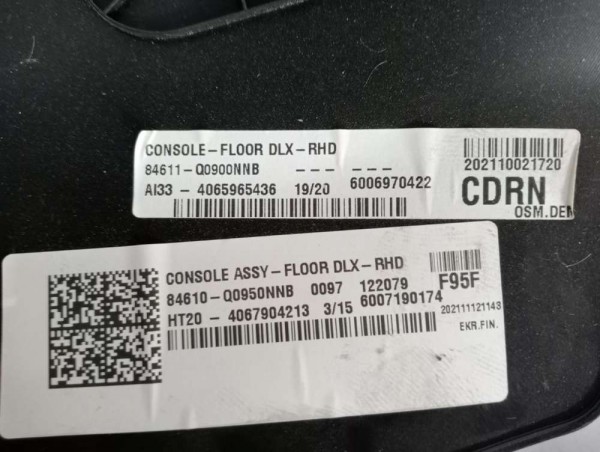 CONSOLE-FLOOR DLX-RHD
84611-Q0900NNB --- ---
AI33 - 4065965436 19/20 6006970422
202110021720
CDRN
OSM.DEN
CONSOLE ASSY-FLOOR DLX-RHD
84610-Q0950NNB 0097 122079
HT20 - 4067904213 3/15 6007190174
F95F
202111121143
EKR.FIN.